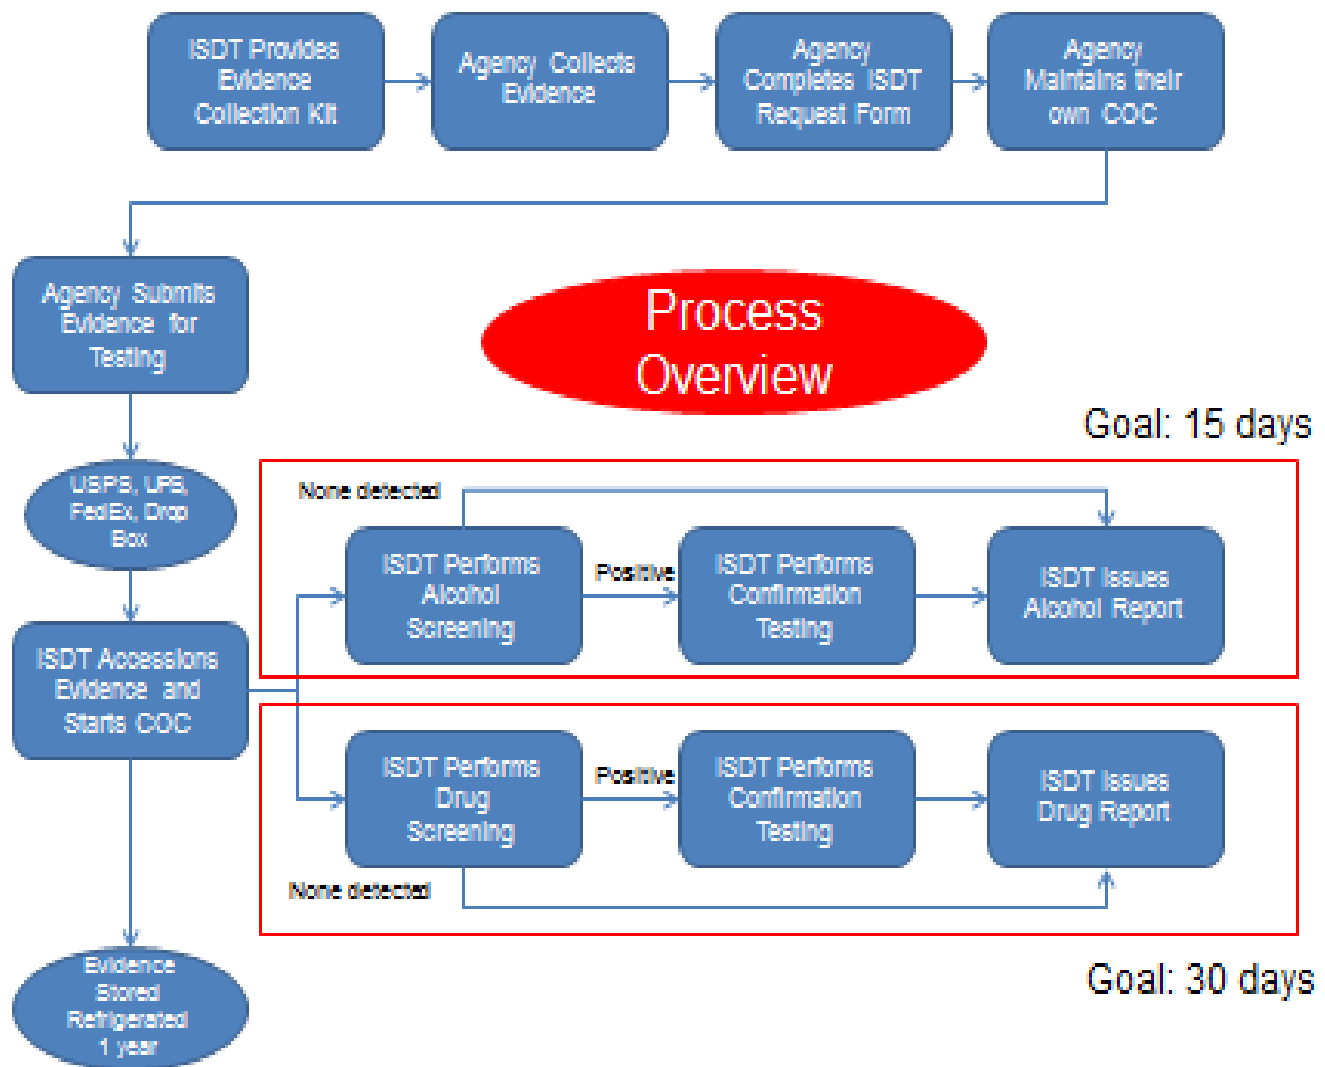 ISDT Provides
Evidence
Collection Kit
Agency Collects
Evidence
Agency
Completes ISDT
Request Form
Agency
Maintains their
own COC
Agency Submits
Evidence for
Testing
Process
Overview
Goal: 15 days
USPS, UPS,
FedEx, Drop
Box
None detected
ISDT Performs
Alcohol
Screening
Positive
ISDT Performs
Confirmation
Testing
ISDT Issues
Alcohol Report
ISDT Accessions
Evidence and
Starts COC
ISDT Performs
Drug
Screening
Positive
ISDT Performs
Confirmation
Testing
ISDT Issues
Drug Report
None detected
Goal: 30 days
Evidence
Stored
Refrigerated
1 year